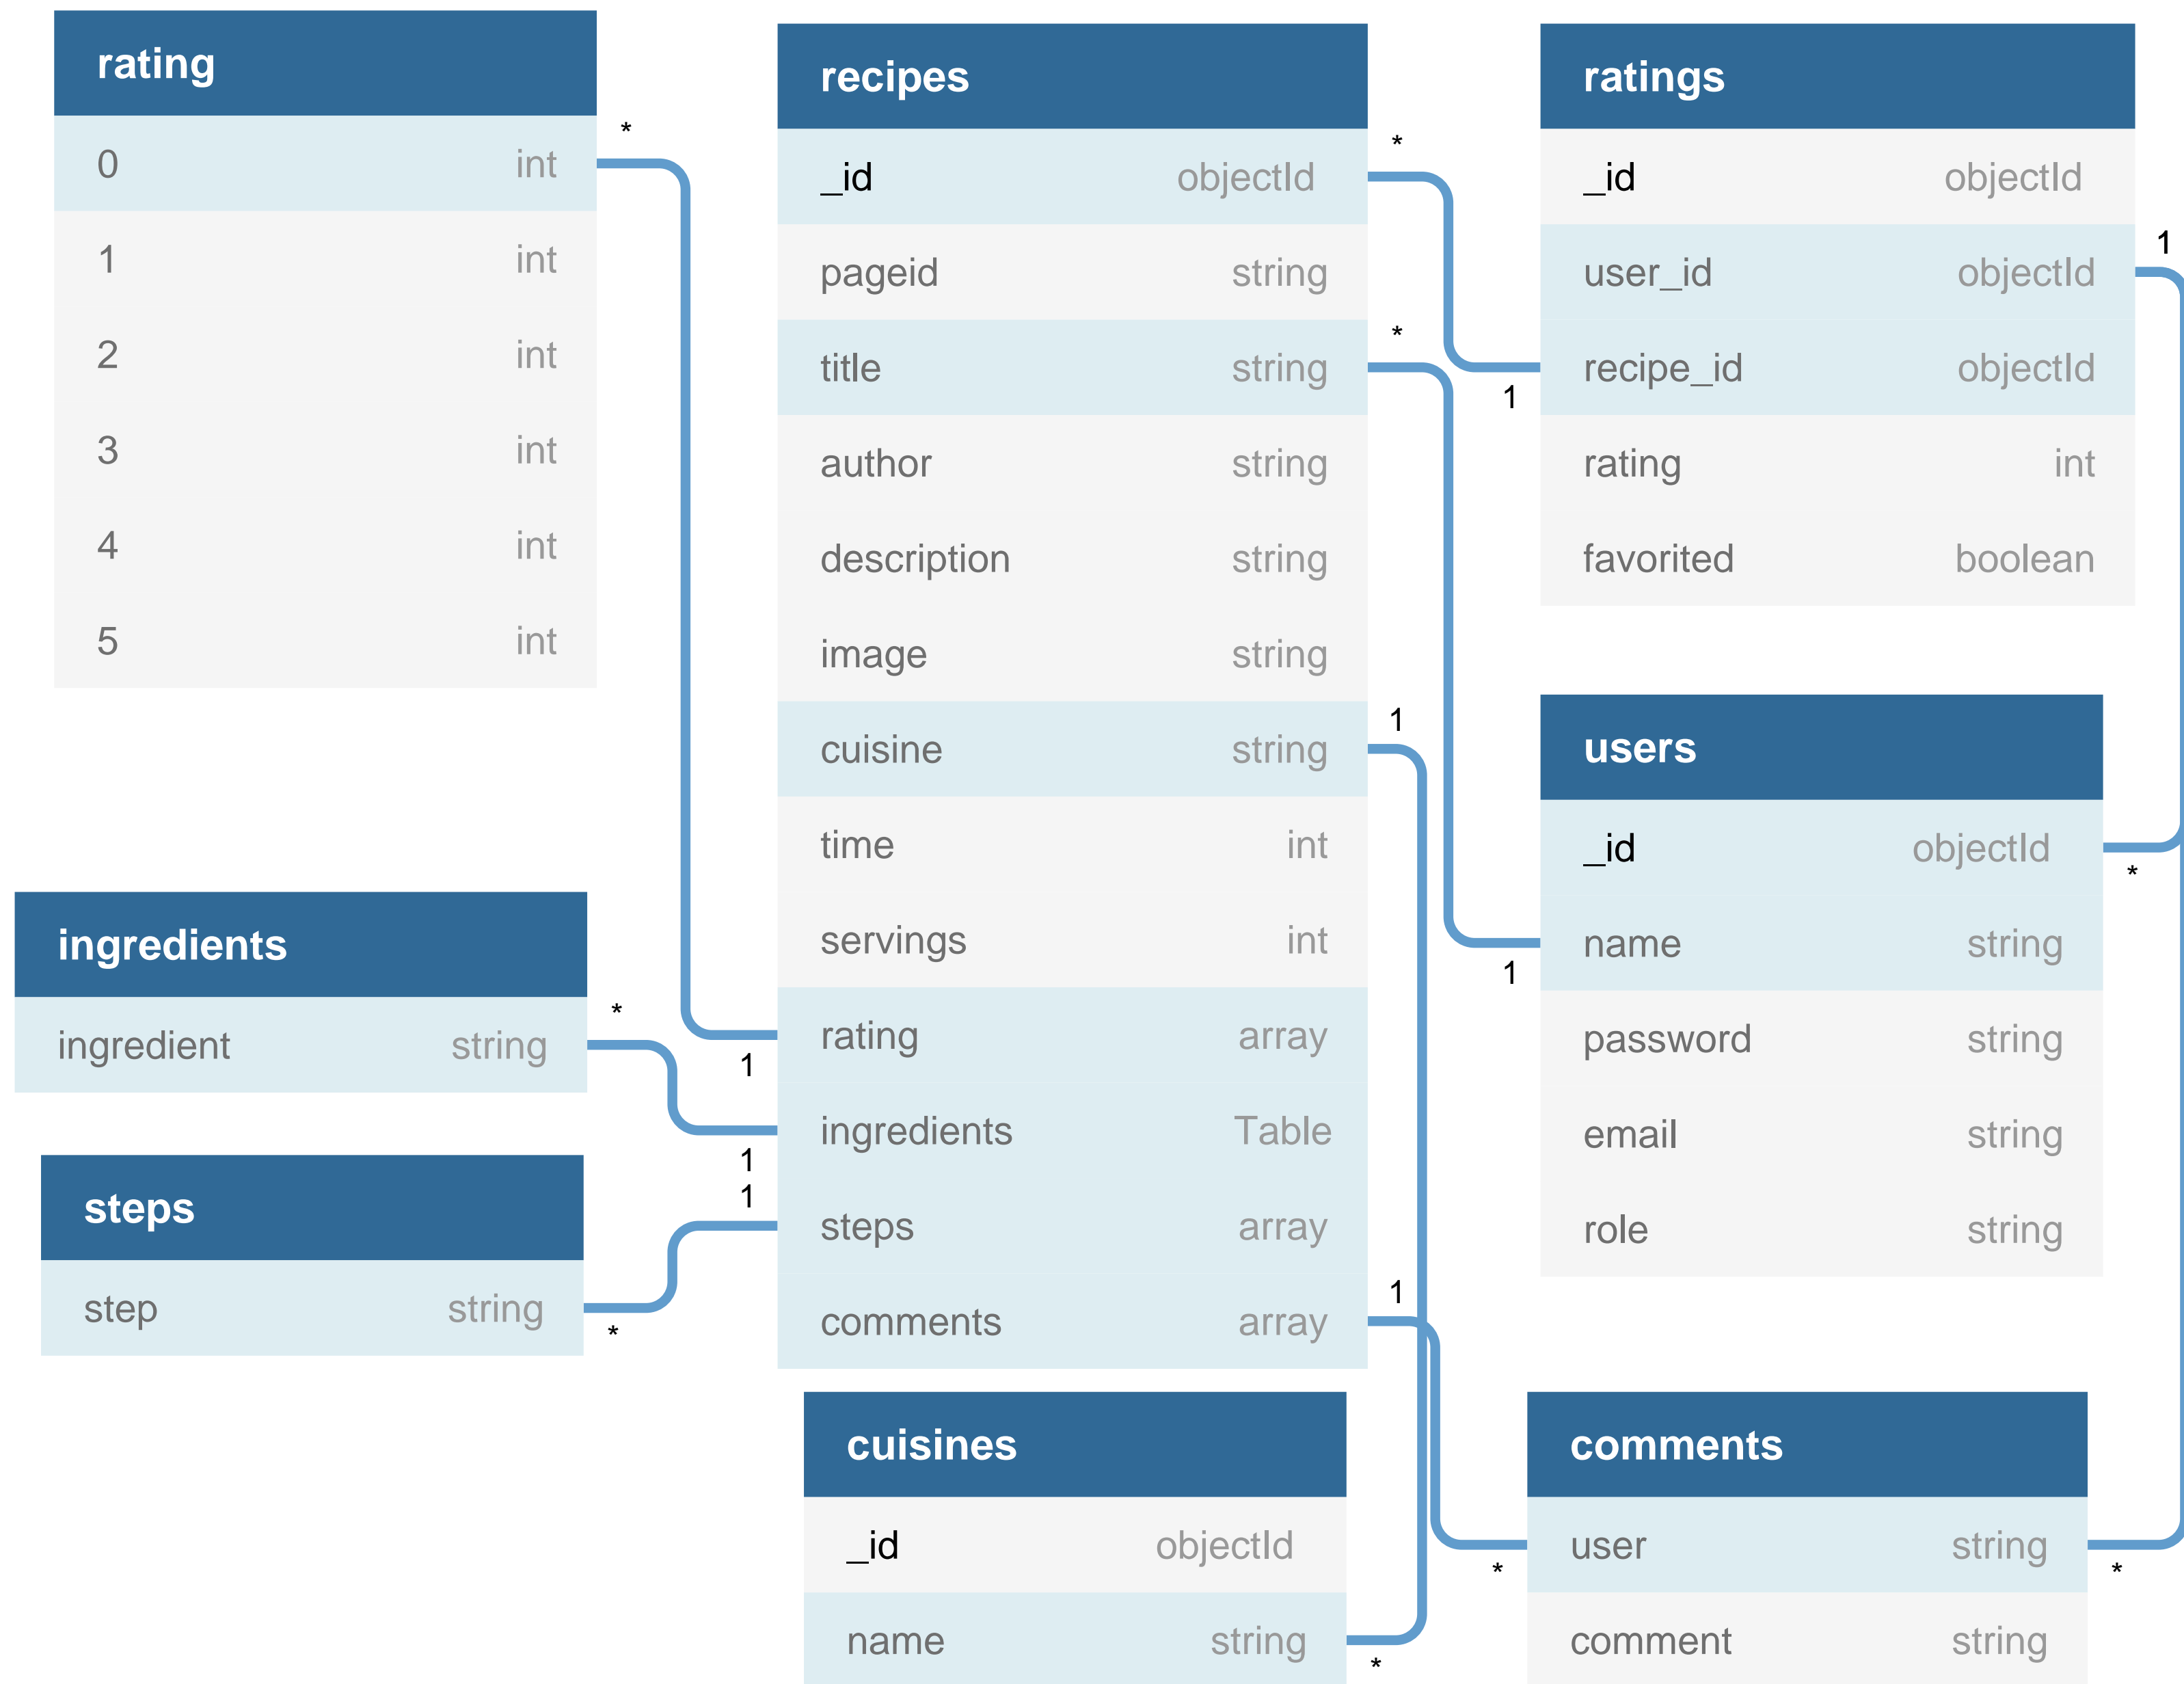 rating
0 int
1 int
2 int
3 int
4 int
5 int
*
1
recipes
_id objectId
pageid string
title string
author string
description string
image string
cuisine string
time int
servings int
rating array
ingredients Table
steps array
comments array
*
*
1
1
ratings
_id objectId
user_id objectId
recipe_id objectId
rating int
favorited boolean
1
1
users
_id objectId
name string
password string
email string
role string
*
1
ingredients
ingredient string
*
1
steps
step string
1
*
cuisines
_id objectId
name string
*
comments
user string
comment string
*
*